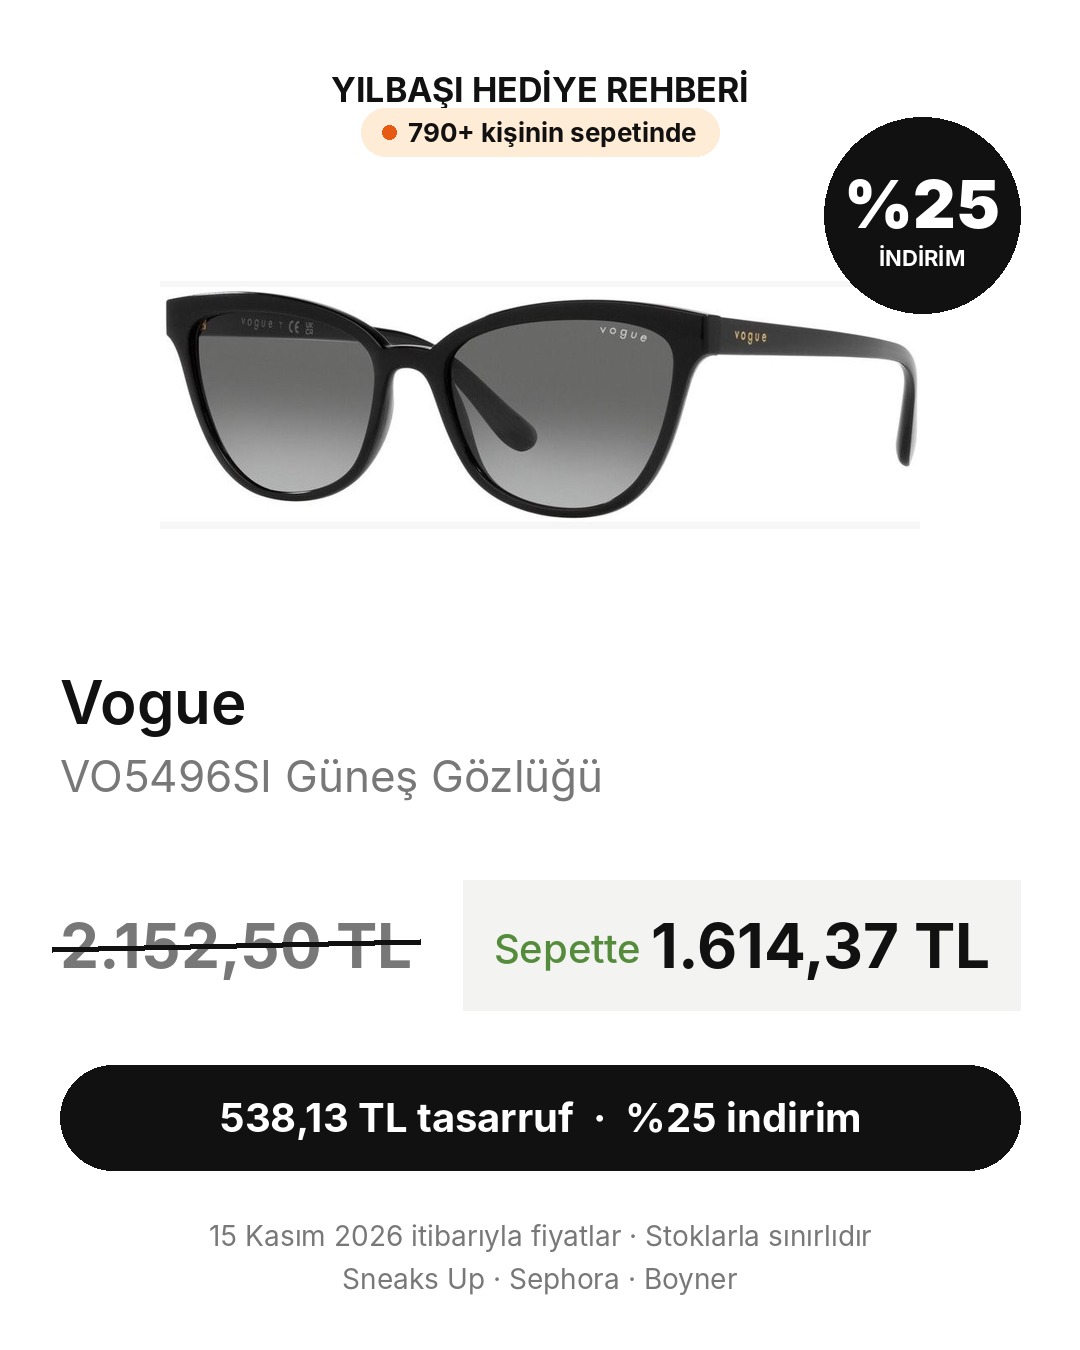 YILBAŞI HEDİYE REHBERİ
790+ kişinin sepetinde
%25
İNDİRİM
vogue
vogue
vogue
Vogue
VO5496SI Güneş Gözlüğü
2.152,50 TL
Sepette 1.614,37 TL
538,13 TL tasarruf · %25 indirim
15 Kasım 2026 itibarıyla fiyatlar · Stoklarla sınırlıdır
Sneaks Up · Sephora · Boyner